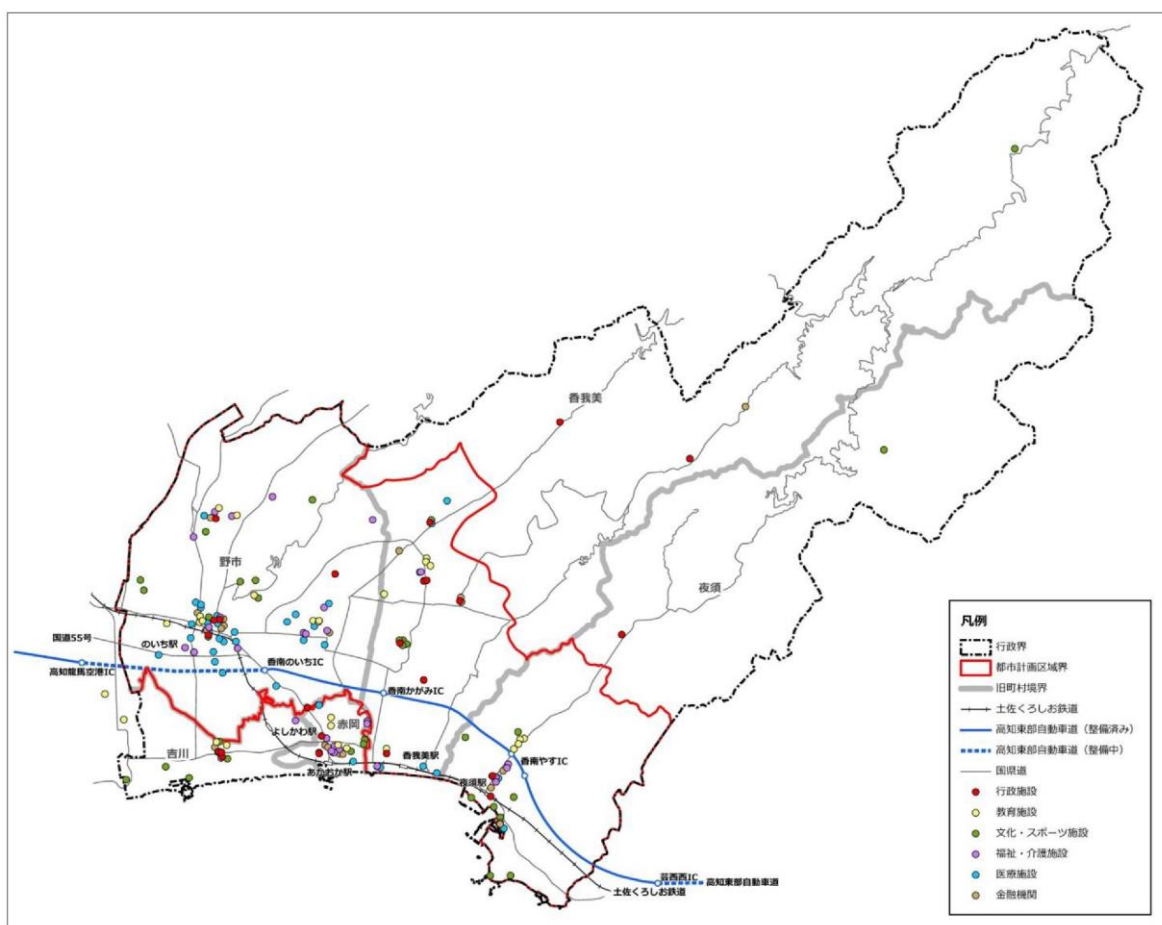 香我美
夜須
野市
国道55号
のいち駅
高知龍馬空港IC
香南のいちIC
香南かがみIC
赤岡
よしかわ駅
吉川
あかおか駅
香我美駅
香南やすIC
夜須駅
芸西西IC
高知東部自動車道
土佐くろしお鉄道
凡例
行政界
都市計画区域界
旧町村境界
土佐くろしお鉄道
高知東部自動車道（整備済み）
高知東部自動車道（整備中）
国県道
行政施設
教育施設
文化・スポーツ施設
福祉・介護施設
医療施設
金融機関